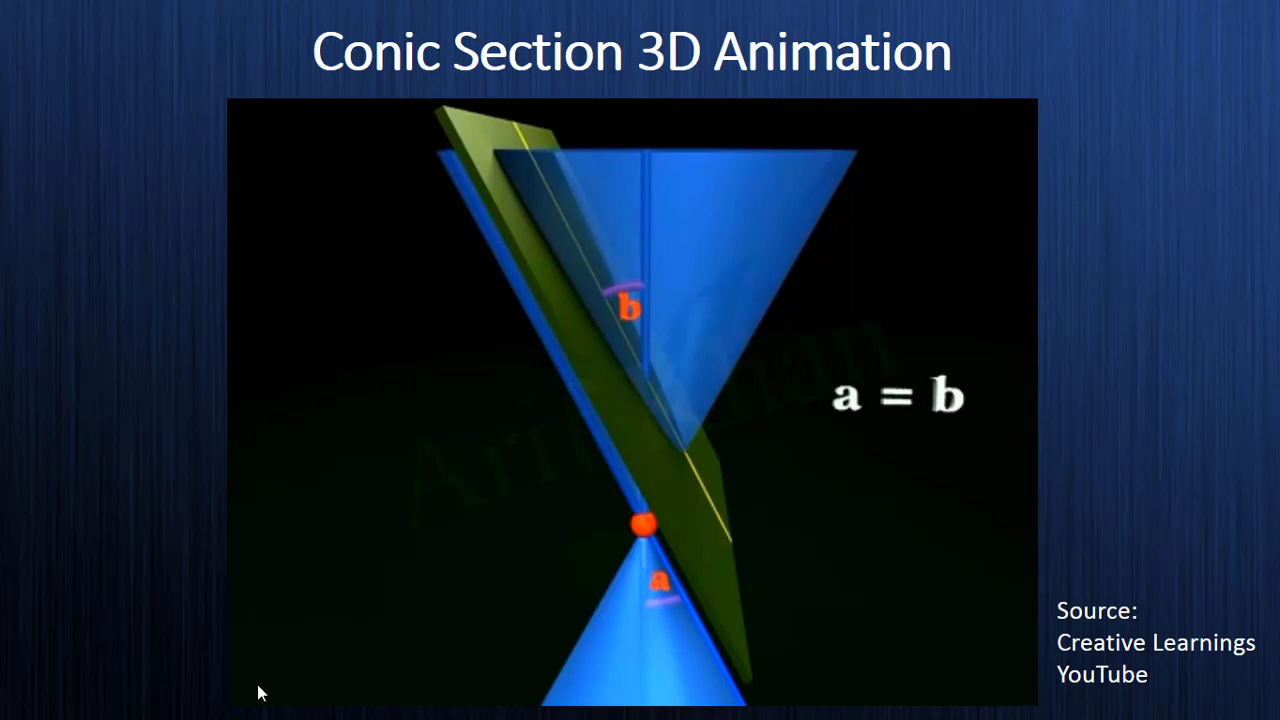 Conic Section 3D Animation
b
a = b
a
Source:
Creative Learnings
YouTube